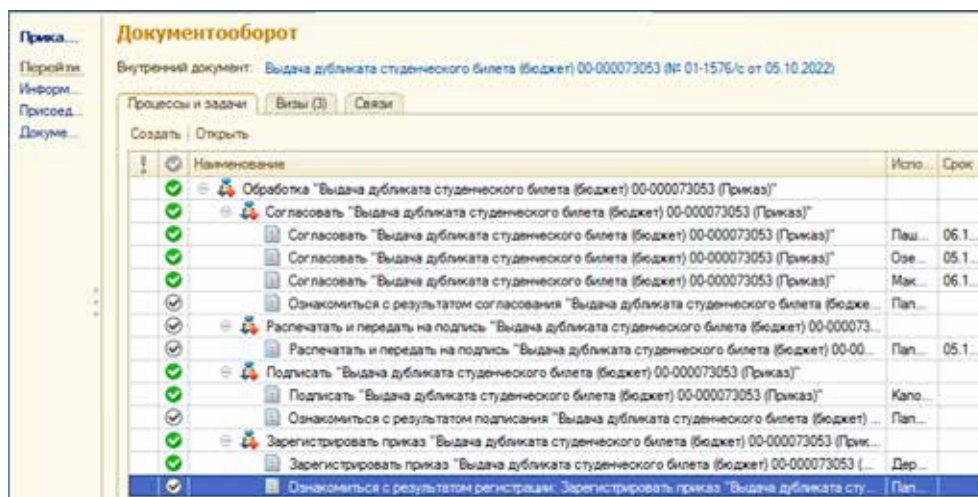 Прика...
Перейти
Информ...
Присоед...
Докуме...
Документооборот
Внутренний документ: Выдача дубликата студенческого билета (бюджет) 00-000073053 (№ 01-1576/с от 05.10.2022)
Процессы и задачи Визы (3) Связи
Создать Открыть
! Наименование Испо... Срок
Обработка "Выдача дубликата студенческого билета (бюджет) 00-000073053 (Приказ)"
Согласовать "Выдача дубликата студенческого билета (бюджет) 00-000073053 (Приказ)"
Согласовать "Выдача дубликата студенческого билета (бюджет) 00-000073053 (Приказ)" Паш... 06.1...
Согласовать "Выдача дубликата студенческого билета (бюджет) 00-000073053 (Приказ)" Озе... 05.1...
Согласовать "Выдача дубликата студенческого билета (бюджет) 00-000073053 (Приказ)" Мак... 06.1...
Ознакомиться с результатом согласования "Выдача дубликата студенческого билета (бюдже... Пап...
Распечатать и передать на подпись "Выдача дубликата студенческого билета (бюджет) 00-000073...
Распечатать и передать на подпись "Выдача дубликата студенческого билета (бюджет) 00-00... Пап... 05.1...
Подписать "Выдача дубликата студенческого билета (бюджет) 00-000073053 (Приказ)"
Подписать "Выдача дубликата студенческого билета (бюджет) 00-000073053 (Приказ)" Капо...
Ознакомиться с результатом подписания "Выдача дубликата студенческого билета (бюджет) ... Пап...
Зарегистрировать приказ "Выдача дубликата студенческого билета (бюджет) 00-000073053 (Прик...
Зарегистрировать приказ "Выдача дубликата студенческого билета (бюджет) 00-000073053 (... Дер...
Ознакомиться с результатом регистрации: Зарегистрировать приказ "Выдача дубликата сту... Пап...